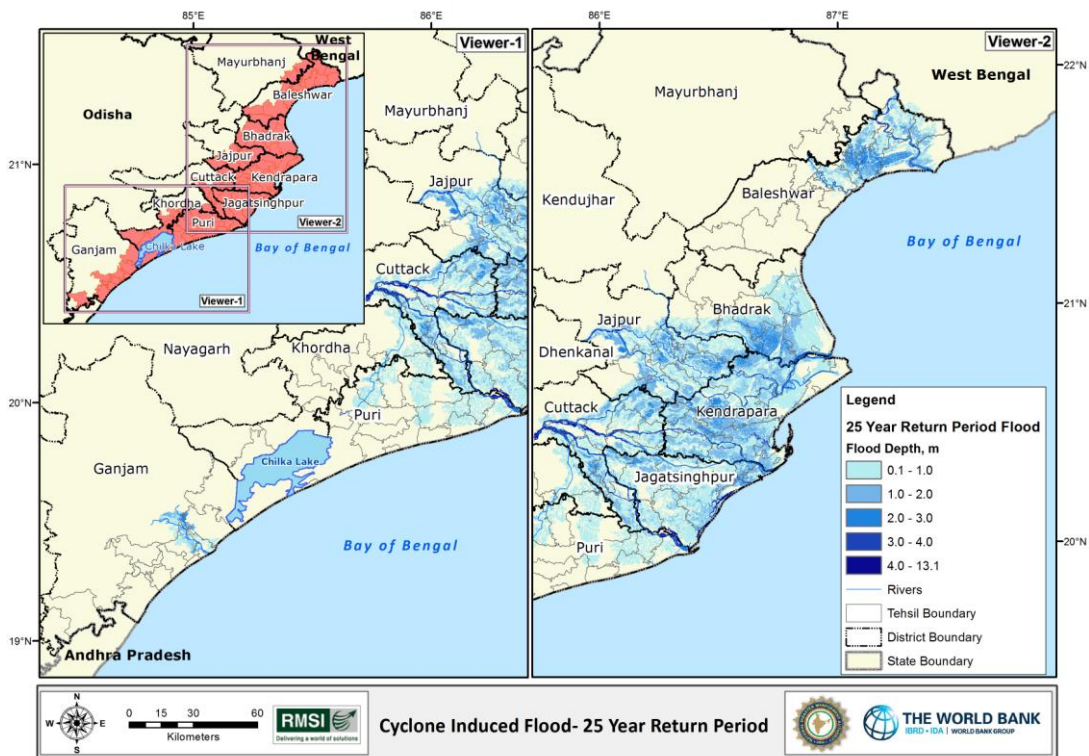 85°E
86°E
86°E
87°E
Viewer-1
Viewer-2
West
Bengal
Mayurbhanj
Baleshwar
Odisha
Bhadrak
Jajpur
Cuttack
Kendrapara
Khordha
Jagatsinghpur
Puri
Viewer-2
Ganjam
Chilka Lake
Bay of Bengal
Viewer-1
21°N
20°N
19°N
Mayurbhanj
Jajpur
Cuttack
Khordha
Nayagarh
Puri
Chilka Lake
Ganjam
Bay of Bengal
Andhra Pradesh
22°N
21°N
20°N
West Bengal
Mayurbhanj
Baleshwar
Kendujhar
Bay of Bengal
Bhadrak
Jajpur
Dhenkanal
Cuttack
Kendrapara
Jagatsinghpur
Puri
Legend
25 Year Return Period Flood
Flood Depth, m
0.1 - 1.0
1.0 - 2.0
2.0 - 3.0
3.0 - 4.0
4.0 - 13.1
Rivers
Tehsil Boundary
District Boundary
State Boundary
N
W
E
S
0 15 30 60
Kilometers
RMSI
Delivering a world of solutions
Cyclone Induced Flood- 25 Year Return Period
THE WORLD BANK
IBRD • IDA | WORLD BANK GROUP